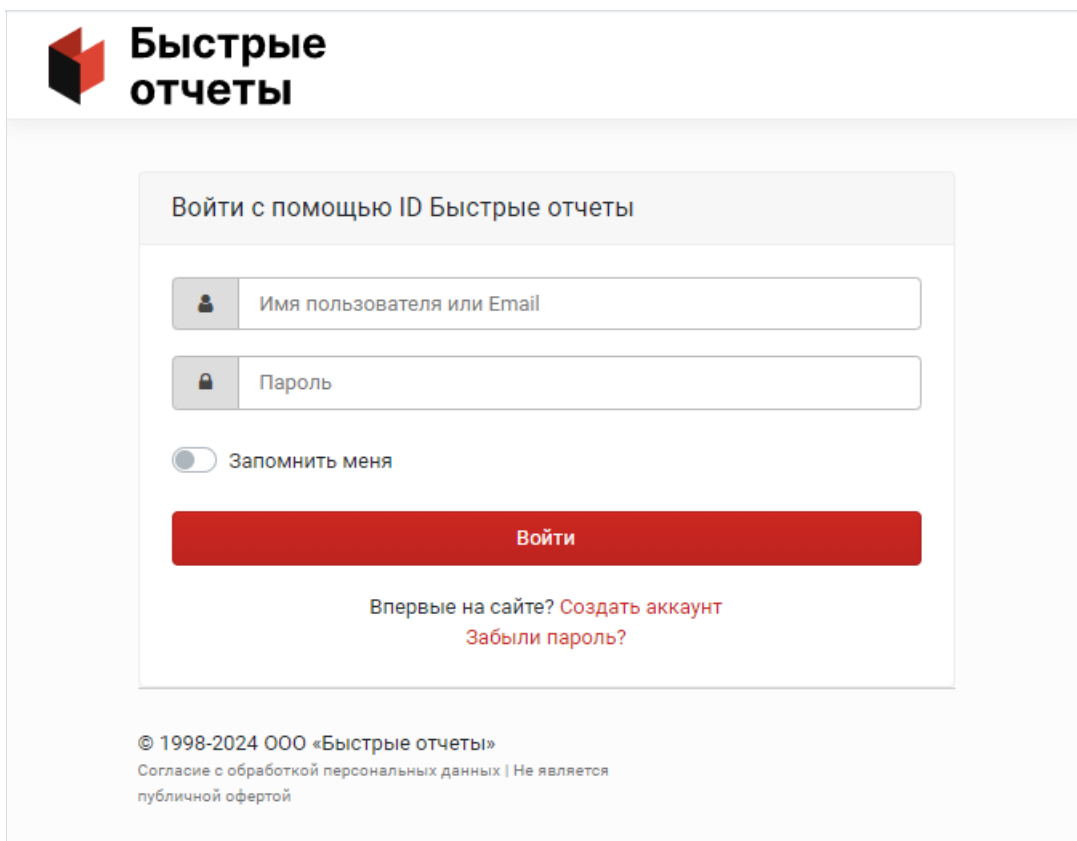 Быстрые
отчеты
Войти с помощью ID Быстрые отчеты
Имя пользователя или Email
Пароль
Запомнить меня
Войти
Впервые на сайте? Создать аккаунт
Забыли пароль?
© 1998-2024 ООО «Быстрые отчеты»
Согласие с обработкой персональных данных | Не является
публичной офертой